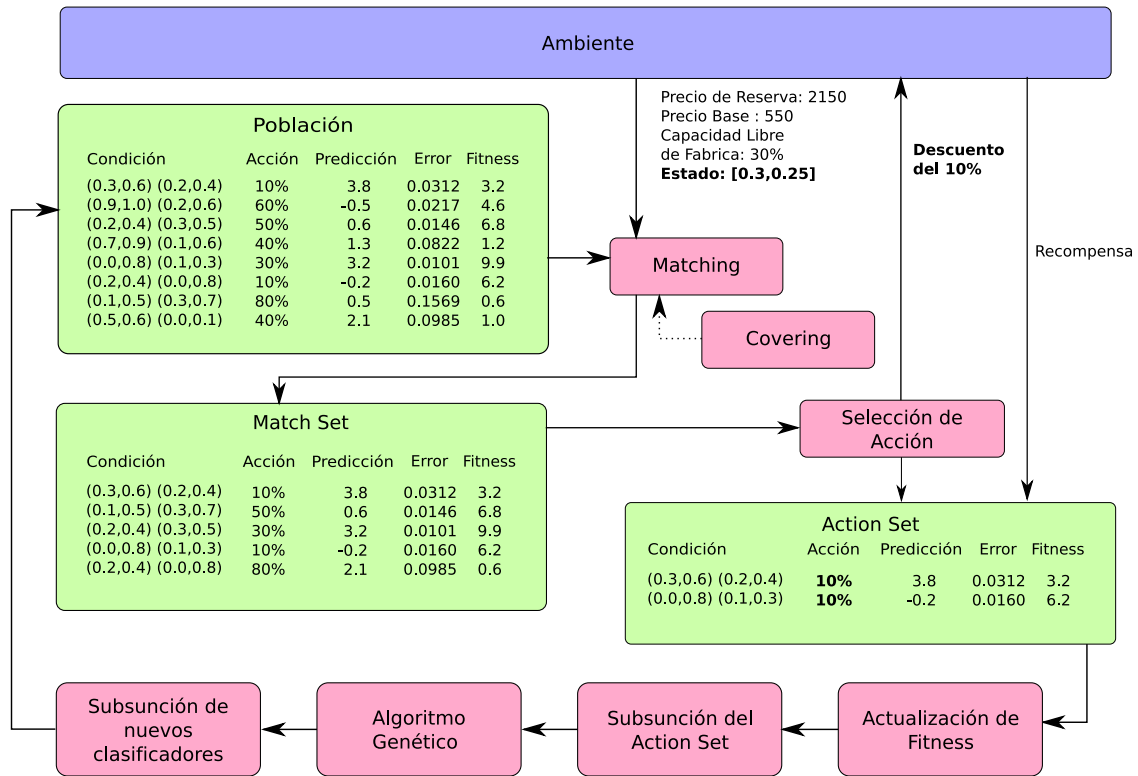 Ambiente
Precio de Reserva: 2150
Precio Base : 550
Capacidad Libre
de Fabrica: 30%
Estado: [0.3,0.25]
Descuento
del 10%
Recompensa
Población
Condición Acción Predicción Error Fitness
(0.3,0.6) (0.2,0.4) 10% 3.8 0.0312 3.2
(0.9,1.0) (0.2,0.6) 60% -0.5 0.0217 4.6
(0.2,0.4) (0.3,0.5) 50% 0.6 0.0146 6.8
(0.7,0.9) (0.1,0.6) 40% 1.3 0.0822 1.2
(0.0,0.8) (0.1,0.3) 30% 3.2 0.0101 9.9
(0.2,0.4) (0.0,0.8) 10% -0.2 0.0160 6.2
(0.1,0.5) (0.3,0.7) 80% 0.5 0.1569 0.6
(0.5,0.6) (0.0,0.1) 40% 2.1 0.0985 1.0
Matching
Covering
Match Set
Condición Acción Predicción Error Fitness
(0.3,0.6) (0.2,0.4) 10% 3.8 0.0312 3.2
(0.1,0.5) (0.3,0.7) 50% 0.6 0.0146 6.8
(0.2,0.4) (0.3,0.5) 30% 3.2 0.0101 9.9
(0.0,0.8) (0.1,0.3) 10% -0.2 0.0160 6.2
(0.2,0.4) (0.0,0.8) 80% 2.1 0.0985 0.6
Selección de
Acción
Action Set
Condición Acción Predicción Error Fitness
(0.3,0.6) (0.2,0.4) 10% 3.8 0.0312 3.2
(0.0,0.8) (0.1,0.3) 10% -0.2 0.0160 6.2
Subsunción de
nuevos
clasificadores
Algoritmo
Genético
Subsunción del
Action Set
Actualización de
Fitness